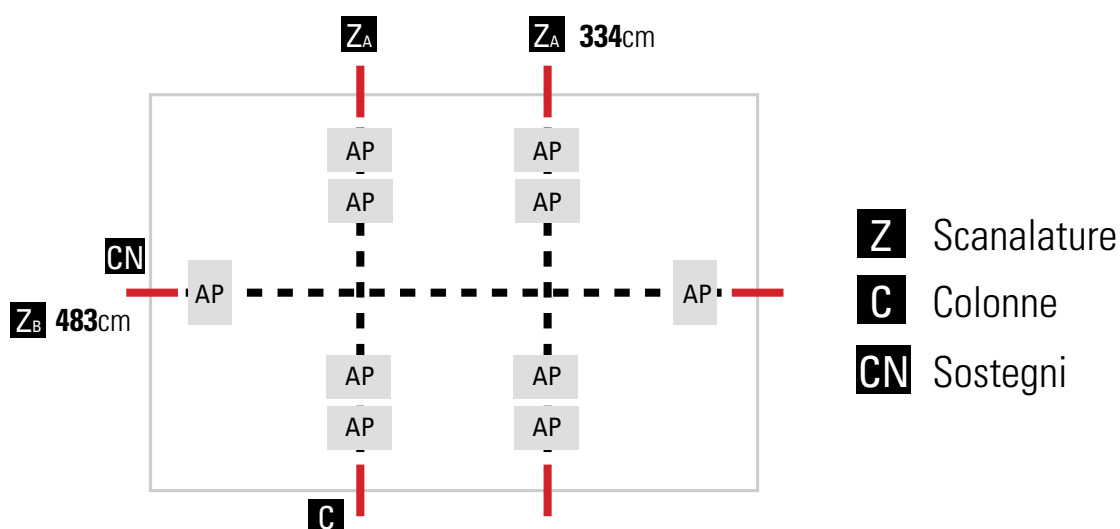 ZA
ZA 334cm
AP AP
AP AP
CN
AP AP
ZB 483cm
AP AP
AP AP
C
Z Scanalature
C Colonne
CN Sostegni